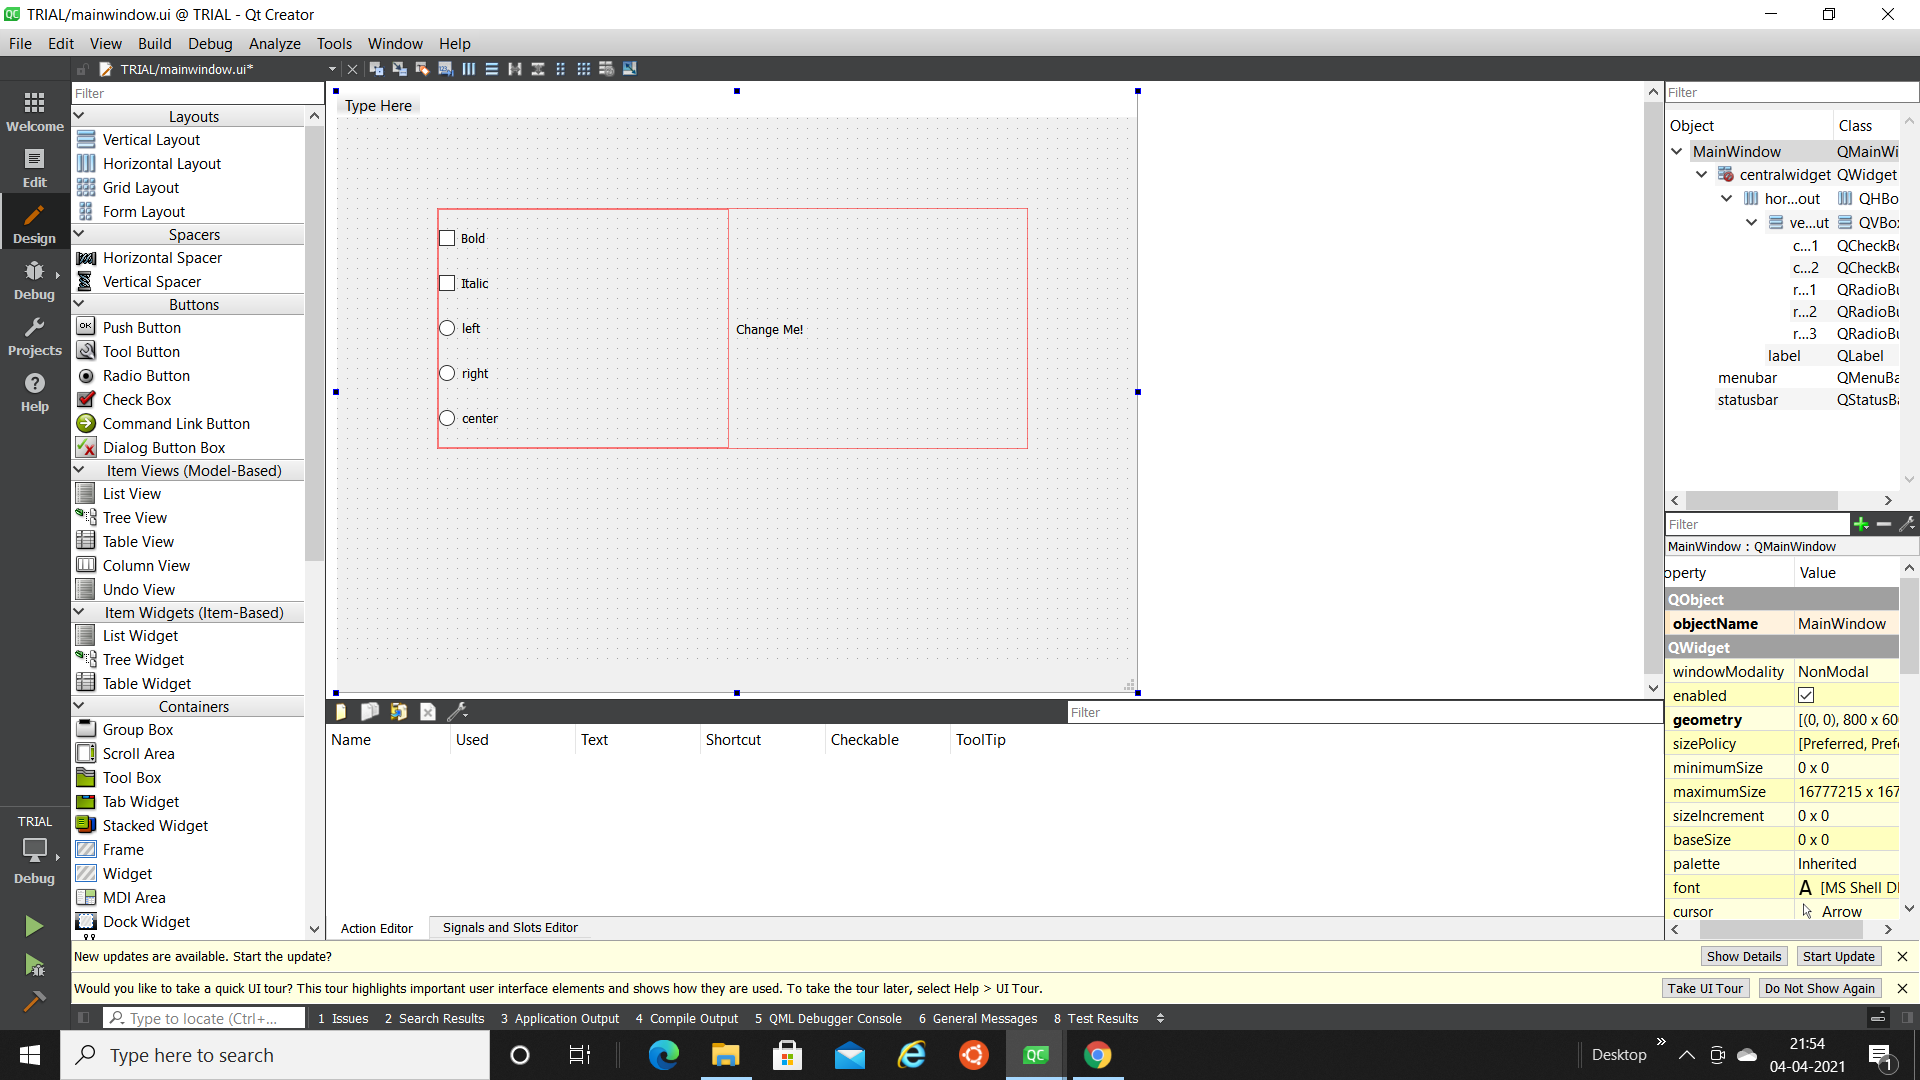 TRIAL/mainwindow.ui @ TRIAL - Qt Creator
File Edit View Build Debug Analyze Tools Window Help
TRIAL/mainwindow.ui*
Welcome
Edit
Design
Debug
Projects
Help
TRIAL
Debug
Filter
Layouts
Vertical Layout
Horizontal Layout
Grid Layout
Form Layout
Spacers
Horizontal Spacer
Vertical Spacer
Buttons
Push Button
Tool Button
Radio Button
Check Box
Command Link Button
Dialog Button Box
Item Views (Model-Based)
List View
Tree View
Table View
Column View
Undo View
Item Widgets (Item-Based)
List Widget
Tree Widget
Table Widget
Containers
Group Box
Scroll Area
Tool Box
Tab Widget
Stacked Widget
Frame
Widget
MDI Area
Dock Widget
Type Here
Bold
Italic
left
right
center
Change Me!
Filter
Name Used Text Shortcut Checkable ToolTip
Action Editor Signals and Slots Editor
Filter
Object Class
MainWindow QMainWi
centralwidget QWidget
hor...out QHBo
ve...ut QVBo
c...1 QCheckBo
c...2 QCheckBo
r...1 QRadioBu
r...2 QRadioBu
r...3 QRadioBu
label QLabel
menubar QMenuBa
statusbar QStatusBa
Filter
MainWindow : QMainWindow
operty Value
QObject
objectName MainWindow
QWidget
windowModality NonModal
enabled
geometry [(0, 0), 800 x 60
sizePolicy [Preferred, Pref
minimumSize 0 x 0
maximumSize 16777215 x 167
sizeIncrement 0 x 0
baseSize 0 x 0
palette Inherited
font A [MS Shell Dl
cursor Arrow
New updates are available. Start the update? Show Details Start Update
Would you like to take a quick UI tour? This tour highlights important user interface elements and shows how they are used. To take the tour later, select Help > UI Tour. Take UI Tour Do Not Show Again
Type to locate (Ctrl+... 1 Issues 2 Search Results 3 Application Output 4 Compile Output 5 QML Debugger Console 6 General Messages 8 Test Results
Type here to search
QC
Desktop
21:54
04-04-2021
1